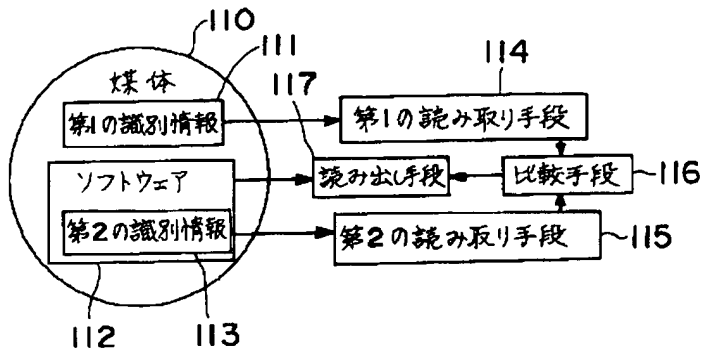 110
111
114
117
媒体
第1の識別情報
第1の読み取り手段
ソフトウェア
読み出し手段
比較手段
116
第2の識別情報
第2の読み取り手段
115
112
113